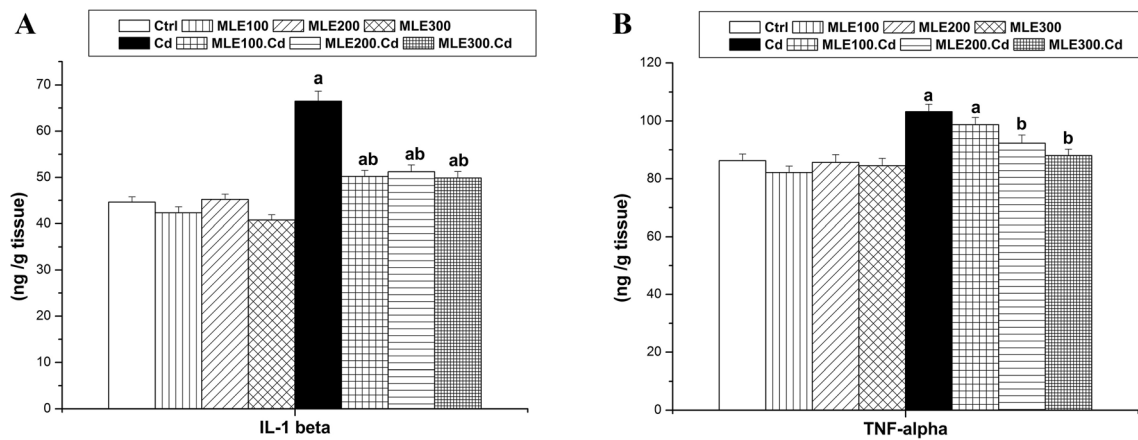 A
Ctrl MLE100 MLE200 MLE300
Cd MLE100.Cd MLE200.Cd MLE300.Cd
(ng /g tissue)
70
60
50
40
30
20
10
0
a
ab
ab
ab
IL-1 beta
B
Ctrl MLE100 MLE200 MLE300
Cd MLE100.Cd MLE200.Cd MLE300.Cd
(ng /g tissue)
120
100
80
60
40
20
0
a
a
b
b
TNF-alpha